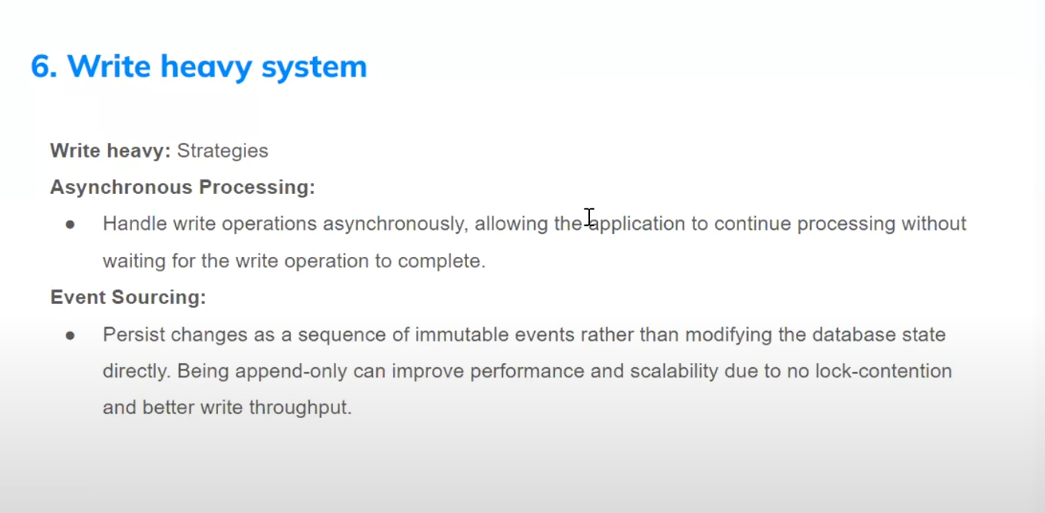 6. Write heavy system
Write heavy: Strategies
Asynchronous Processing:
● Handle write operations asynchronously, allowing the application to continue processing without
waiting for the write operation to complete.
Event Sourcing:
● Persist changes as a sequence of immutable events rather than modifying the database state
directly. Being append-only can improve performance and scalability due to no lock-contention
and better write throughput.